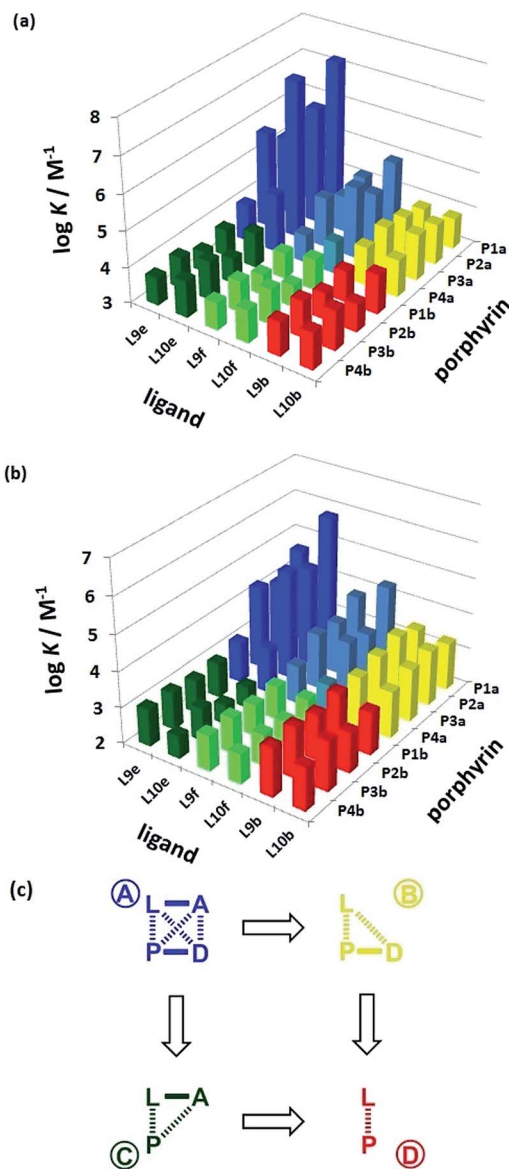 (a)
8
7
6
5
4
3
log K / M⁻¹
L9e
L10e
L9f
L10f
L9b
L10b
ligand
P1a
P2a
P3a
P4a
P1b
P2b
P3b
P4b
porphyrin
(b)
7
6
5
4
3
2
log K / M⁻¹
L9e
L10e
L9f
L10f
L9b
L10b
ligand
P1a
P2a
P3a
P4a
P1b
P2b
P3b
P4b
porphyrin
(c)
A
L A
P D
B
L
P D
L A
P
C
L
P
D